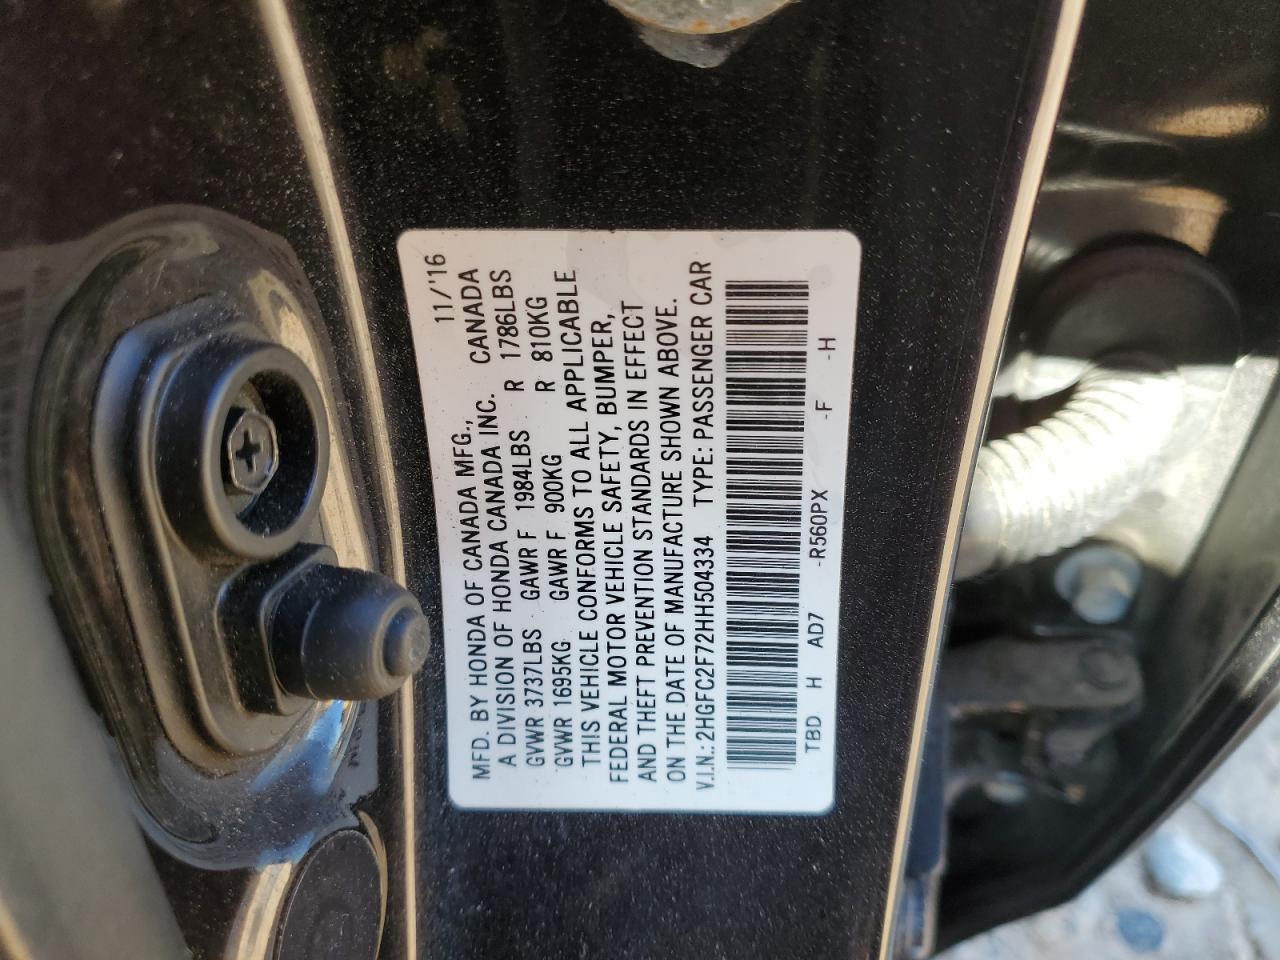 11/'16
MFD. BY HONDA OF CANADA MFG.,
A DIVISION OF HONDA CANADA INC. CANADA
GVWR 3737LBS GAWR F 1984LBS R 1786LBS
GVWR 1695KG GAWR F 900KG R 810KG
THIS VEHICLE CONFORMS TO ALL APPLICABLE
FEDERAL MOTOR VEHICLE SAFETY, BUMPER,
AND THEFT PREVENTION STANDARDS IN EFFECT
ON THE DATE OF MANUFACTURE SHOWN ABOVE.
V.I.N.: 2HGFC2F72HH504334 TYPE: PASSENGER CAR
TBD H AD7 -R560PX -F -H